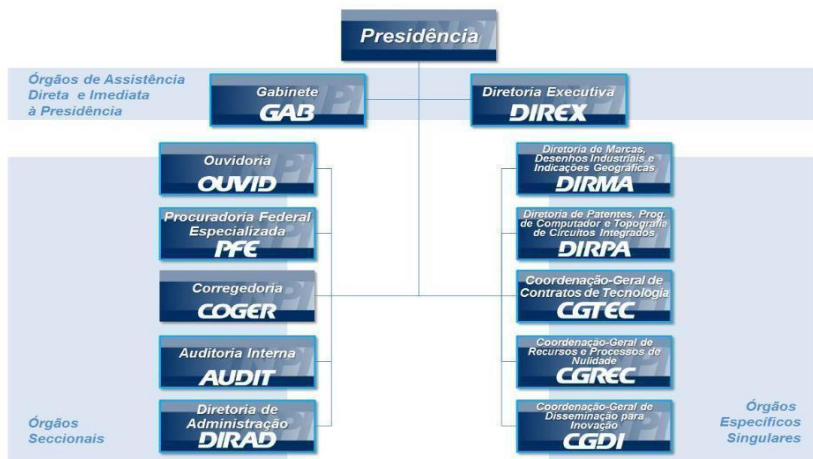 Presidência
Órgãos de Assistência
Direta e Imediata
à Presidência
Gabinete
GAB
Diretoria Executiva
DIREX
Ouvidoria
OUVID
Procuradoria Federal
Especializada
PFE
Corregedoria
COGER
Auditoria Interna
AUDIT
Diretoria de
Administração
DIRAD
Órgãos
Seccionais
Diretoria de Marcas,
Desenhos Industriais e
Indicações Geográficas
DIRMA
Diretoria de Patentes, Prog.
de Computador e Topografia
de Circuitos Integrados
DIRPA
Coordenação-Geral de
Contratos de Tecnologia
CGTEC
Coordenação-Geral de
Recursos e Processos de
Nulidade
CGREC
Coordenação-Geral de
Disseminação para
Inovação
CGDI
Órgãos
Específicos
Singulares